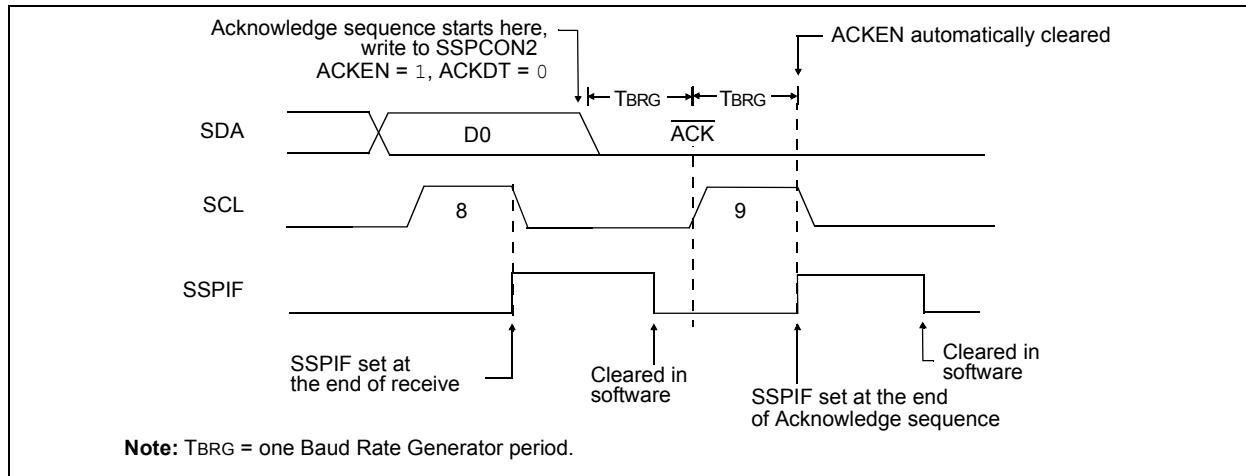 Acknowledge sequence starts here,
write to SSPCON2
ACKEN = 1, ACKDT = 0
ACKEN automatically cleared
TBRG
TBRG
SDA
D0
ACK
SCL
8
9
SSPIF
SSPIF set at
the end of receive
Cleared in
software
SSPIF set at the end
of Acknowledge sequence
Cleared in
software
Note: TBRG = one Baud Rate Generator period.